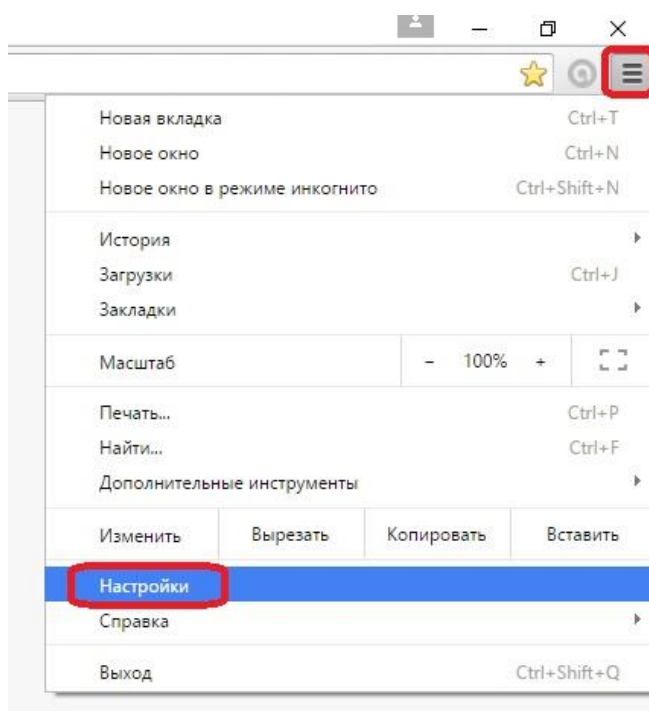 Новая вкладка Ctrl+T
Новое окно Ctrl+N
Новое окно в режиме инкогнито Ctrl+Shift+N
История
Загрузки Ctrl+J
Закладки
Масштаб - 100% +
Печать... Ctrl+P
Найти... Ctrl+F
Дополнительные инструменты
Изменить Вырезать Копировать Вставить
Настройки
Справка
Выход Ctrl+Shift+Q